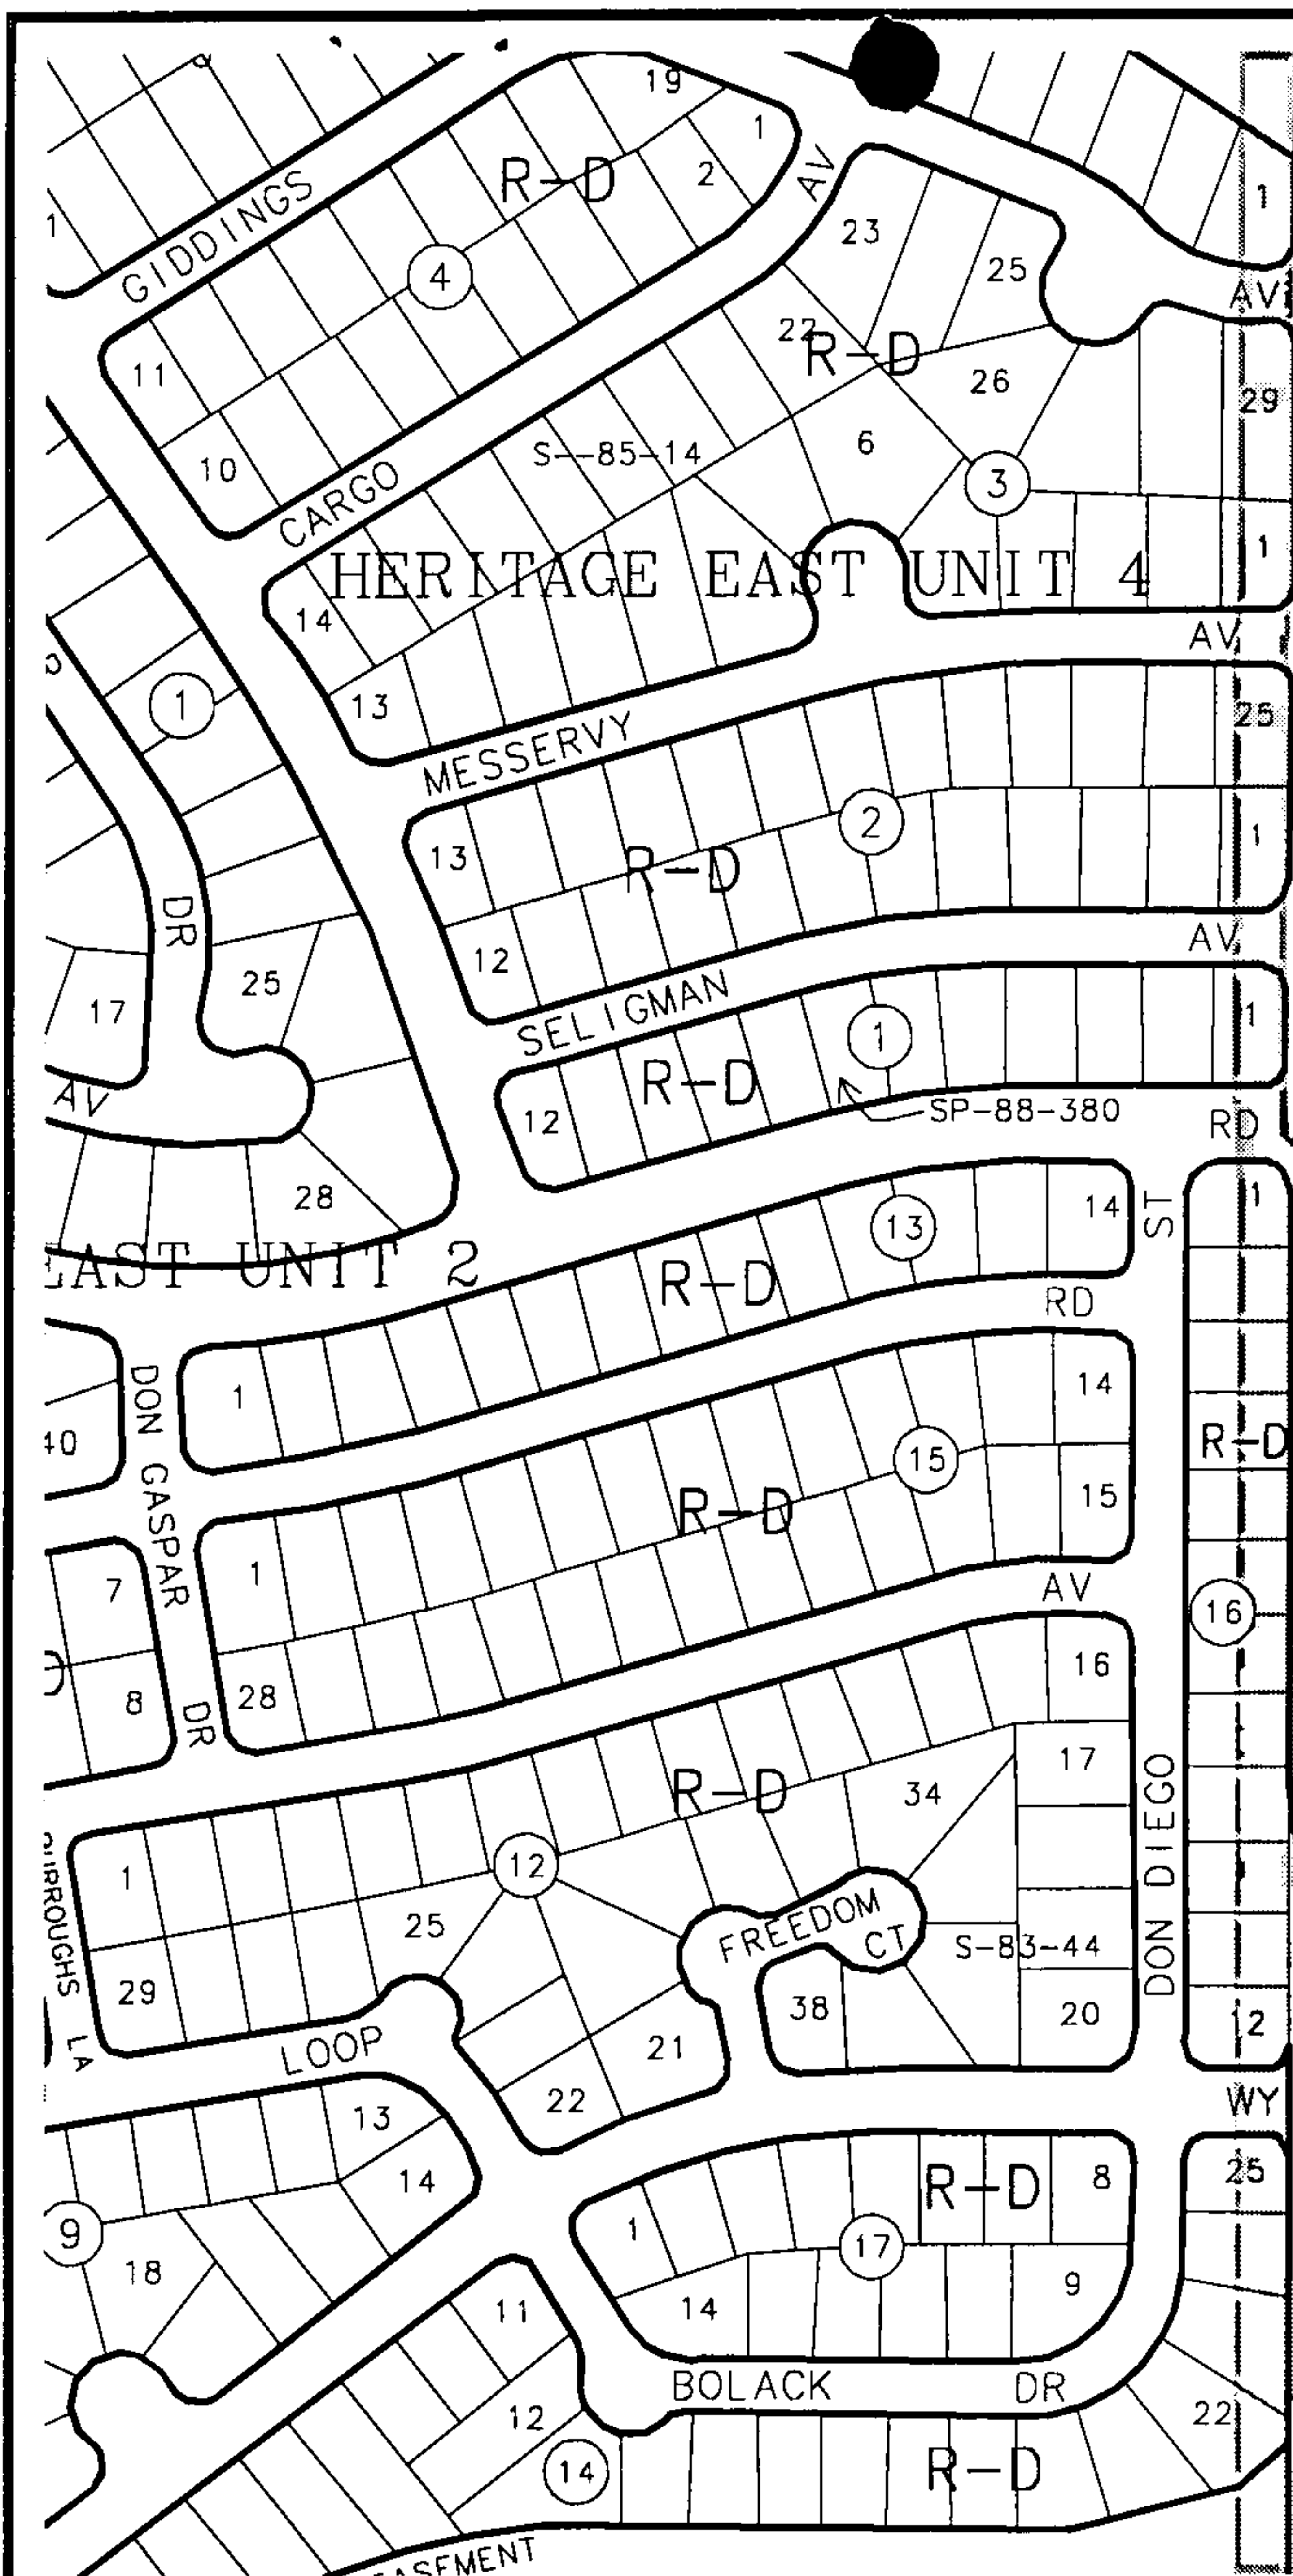 19
1
2
R-D
AV
1
GIDDINGS
4
23
25
1
AV
22
R-D
11
26
29
10
S--85-14
6
3
CARGO
HERITAGE EAST UNIT 4
1
14
AV
1
13
25
MESSERVY
13
2
1
R-D
DR
12
AV
25
17
SELIGMAN
1
1
AV
R-D
12
SP-88-380
RD
28
13
14
ST
1
EAST UNIT 2
R-D
RD
DON GASPAR
1
14
40
R-D
15
R-D
15
7
1
AV
16
8
DR
28
16
17
R-D
34
DON DIEGO
1
12
25
FREEDOM
CT
S-83-44
29
38
20
12
LOOP
LA
21
22
WY
13
14
R-D
8
25
9
1
17
18
14
9
11
BOLACK DR
12
22
14
R-D